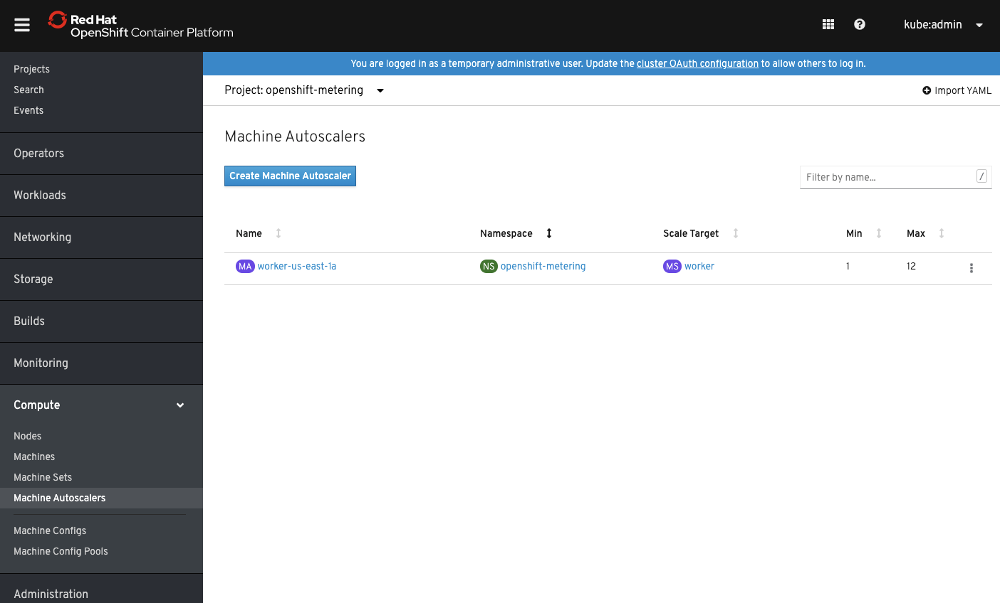 Red Hat
OpenShift Container Platform
kube:admin
Projects
Search
Events
Operators
Workloads
Networking
Storage
Builds
Monitoring
Compute
Nodes
Machines
Machine Sets
Machine Autoscalers
Machine Configs
Machine Config Pools
Administration
You are logged in as a temporary administrative user. Update the cluster OAuth configuration to allow others to log in.
Project: openshift-metering
Import YAML
Machine Autoscalers
Create Machine Autoscaler
Filter by name... /
Name Namespace Scale Target Min Max
MA worker-us-east-1a NS openshift-metering MS worker 1 12